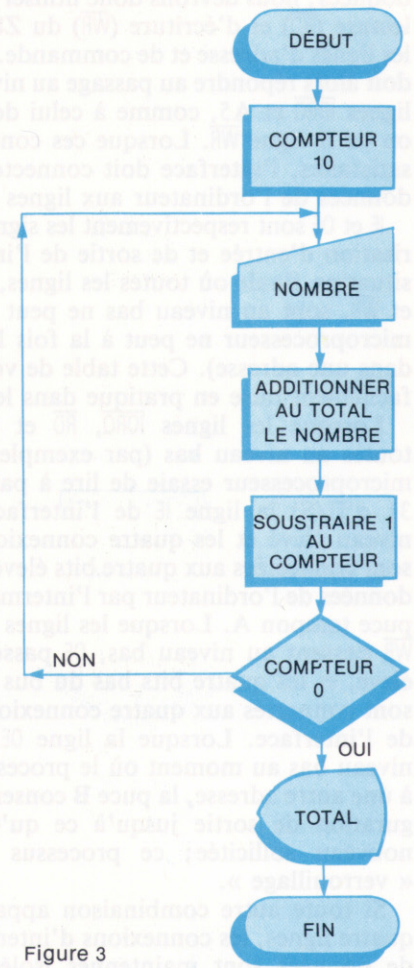 DÉBUT
COMPTEUR
10
NOMBRE
ADDITIONNER
AU TOTAL
LE NOMBRE
SOUSTRAIRE 1
AU
COMPTEUR
NON
COMPTEUR
0
OUI
TOTAL
FIN
Figure 3